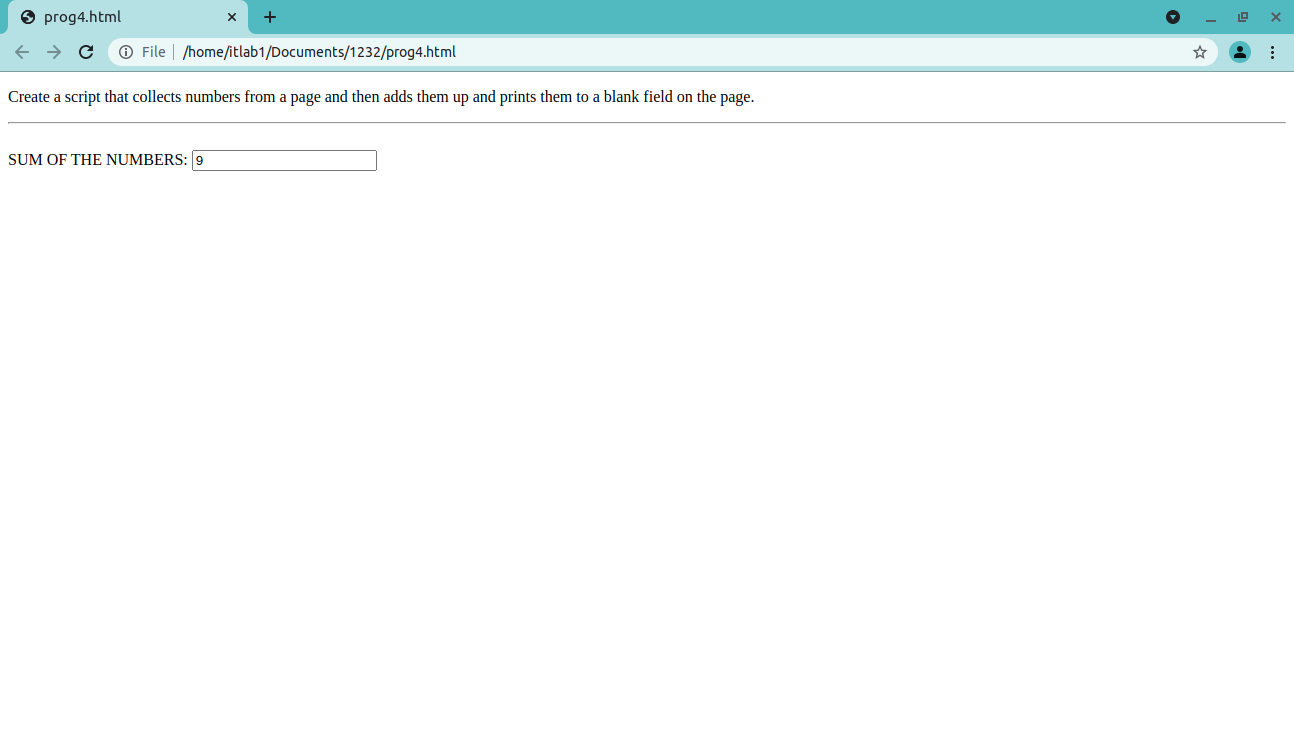 prog4.html
File /home/itlab1/Documents/1232/prog4.html
Create a script that collects numbers from a page and then adds them up and prints them to a blank field on the page.
SUM OF THE NUMBERS: 9